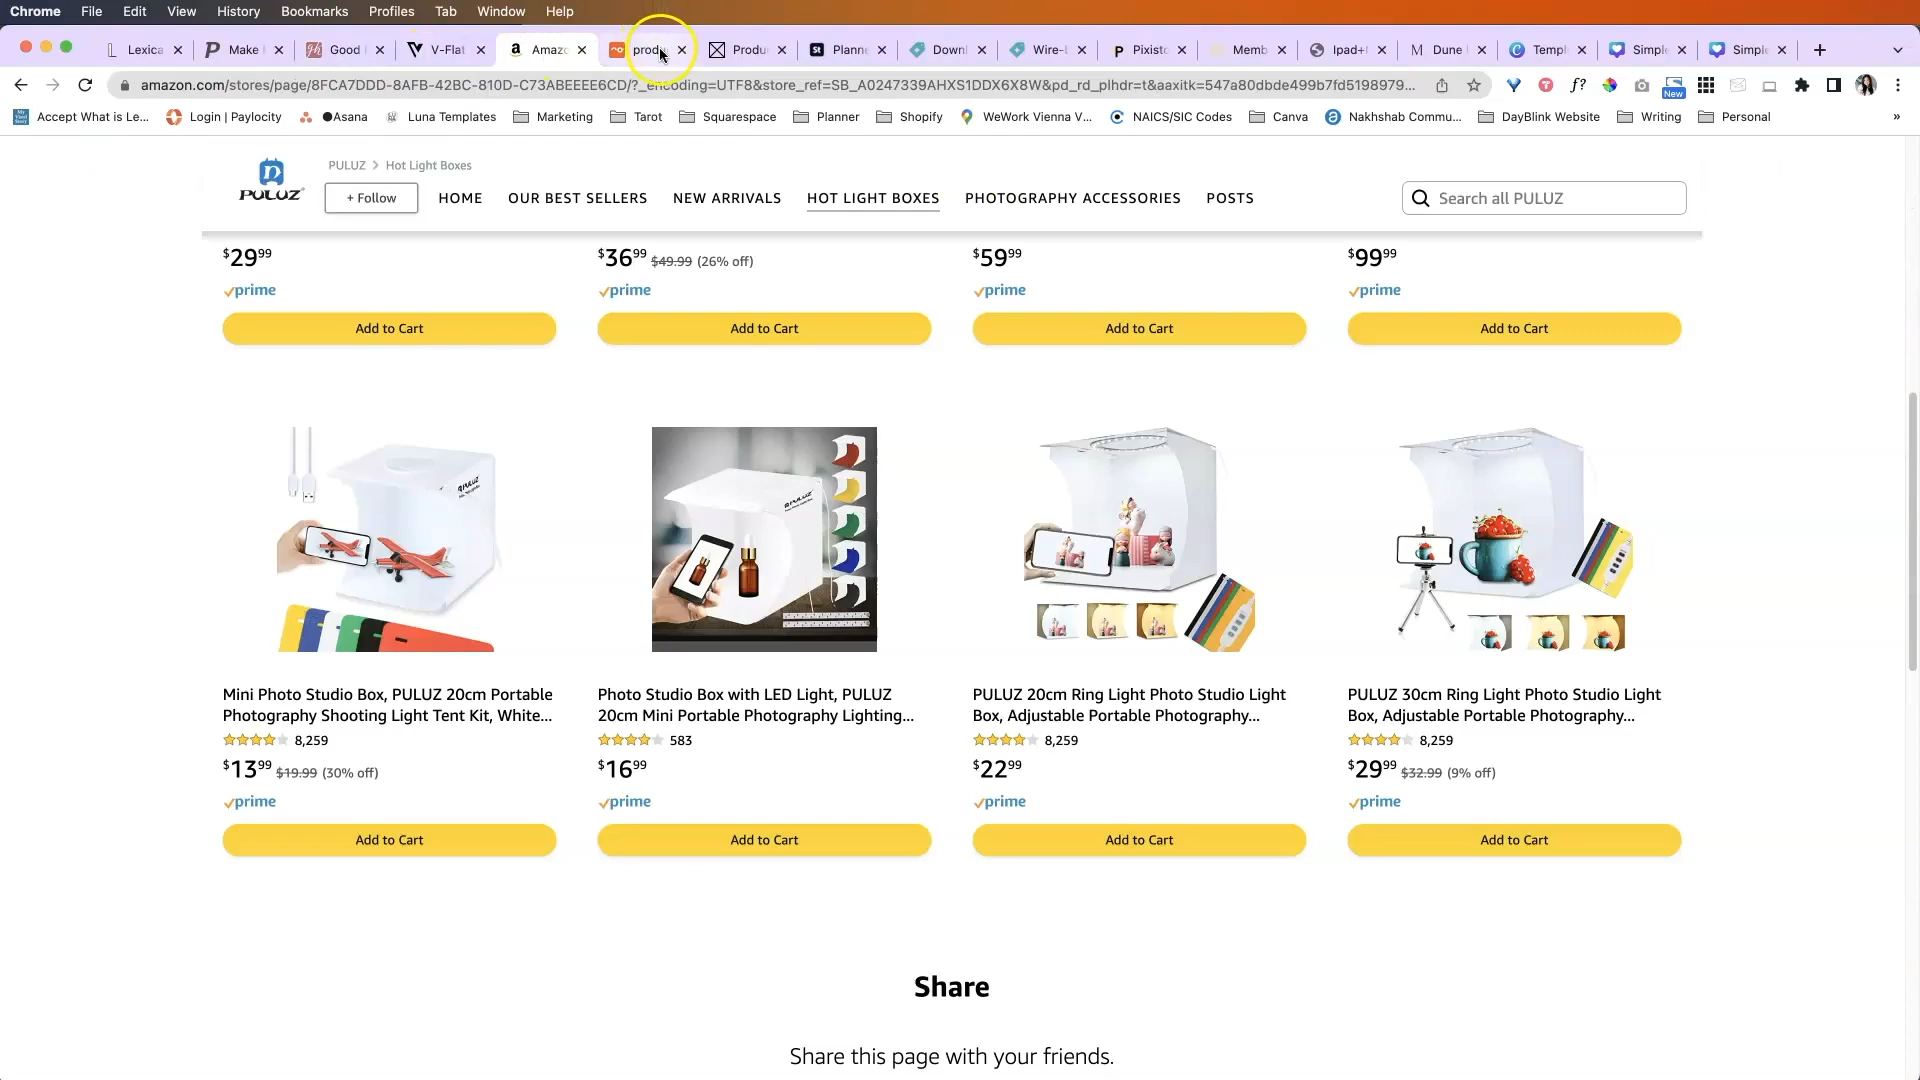 Chrome File Edit View History Bookmarks Profiles Tab Window Help
Lexica Make Good V-Flat Amazo produ Produ Planne Downl Wire-L Pixisto Memb Ipad+ Dune Templ Simple Simple
amazon.com/stores/page/8FCA7DDD-8AFB-42BC-810D-C73ABEEEE6CD/?_encoding=UTF8&store_ref=SB_A0247339AHXS1DDX6X8W&pd_rd_plhdr=t&aaxitk=547a80dbde499b7fd5198979...
New
Accept What is Le... Login | Paylocity Asana Luna Templates Marketing Tarot Squarespace Planner Shopify WeWork Vienna V... NAICS/SIC Codes Canva Nakhshab Commu... DayBlink Website Writing Personal »
PULUZ
PULUZ > Hot Light Boxes
+ Follow HOME OUR BEST SELLERS NEW ARRIVALS HOT LIGHT BOXES PHOTOGRAPHY ACCESSORIES POSTS Search all PULUZ
$29.99 $36.99 $49.99 (26% off) $59.99 $99.99
prime prime prime prime
Add to Cart Add to Cart Add to Cart Add to Cart
PULUZ PULUZ
Mini Photo Studio Box, PULUZ 20cm Portable
Photography Shooting Light Tent Kit, White...
8,259
$13.99 $19.99 (30% off)
prime
Add to Cart
Photo Studio Box with LED Light, PULUZ
20cm Mini Portable Photography Lighting...
583
$16.99
prime
Add to Cart
PULUZ 20cm Ring Light Photo Studio Light
Box, Adjustable Portable Photography...
8,259
$22.99
prime
Add to Cart
PULUZ 30cm Ring Light Photo Studio Light
Box, Adjustable Portable Photography...
8,259
$29.99 $32.99 (9% off)
prime
Add to Cart
Share
Share this page with your friends.